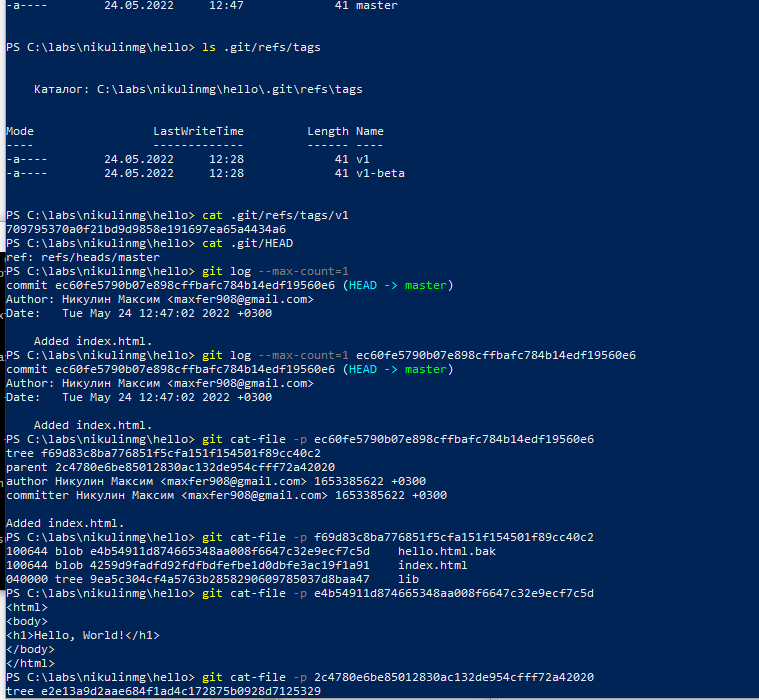 -a---- 24.05.2022 12:47 41 master
PS C:\labs\nikulinmg\hello> ls .git/refs/tags
Каталог: C:\labs\nikulinmg\hello\.git\refs\tags
Mode LastWriteTime Length Name
---- ------------- ------ ----
-a---- 24.05.2022 12:28 41 v1
-a---- 24.05.2022 12:28 41 v1-beta
PS C:\labs\nikulinmg\hello> cat .git/refs/tags/v1
709795370a0f21bd9d9858e191697ea65a4434a6
PS C:\labs\nikulinmg\hello> cat .git/HEAD
ref: refs/heads/master
PS C:\labs\nikulinmg\hello> git log --max-count=1
commit ec60fe5790b07e898cffbafc784b14edf19560e6 (HEAD -> master)
Author: Никулин Максим <maxfer908@gmail.com>
Date: Tue May 24 12:47:02 2022 +0300
Added index.html.
PS C:\labs\nikulinmg\hello> git log --max-count=1 ec60fe5790b07e898cffbafc784b14edf19560e6
commit ec60fe5790b07e898cffbafc784b14edf19560e6 (HEAD -> master)
Author: Никулин Максим <maxfer908@gmail.com>
Date: Tue May 24 12:47:02 2022 +0300
Added index.html.
PS C:\labs\nikulinmg\hello> git cat-file -p ec60fe5790b07e898cffbafc784b14edf19560e6
tree f69d83c8ba776851f5cfa151f154501f89cc40c2
parent 2c4780e6be85012830ac132de954cfff72a42020
author Никулин Максим <maxfer908@gmail.com> 1653385622 +0300
committer Никулин Максим <maxfer908@gmail.com> 1653385622 +0300
Added index.html.
PS C:\labs\nikulinmg\hello> git cat-file -p f69d83c8ba776851f5cfa151f154501f89cc40c2
100644 blob e4b54911d874665348aa008f6647c32e9ecf7c5d hello.html.bak
100644 blob 4259d9fadfd92fdfbdfefbe1d0dbfe3ac19f1a91 index.html
040000 tree 9ea5c304cf4a5763b2858290609785037d8baa47 lib
PS C:\labs\nikulinmg\hello> git cat-file -p e4b54911d874665348aa008f6647c32e9ecf7c5d
<html>
<body>
<h1>Hello, World!</h1>
</body>
</html>
PS C:\labs\nikulinmg\hello> git cat-file -p 2c4780e6be85012830ac132de954cfff72a42020
tree e2e13a9d2aae684f1ad4c172875b0928d7125329